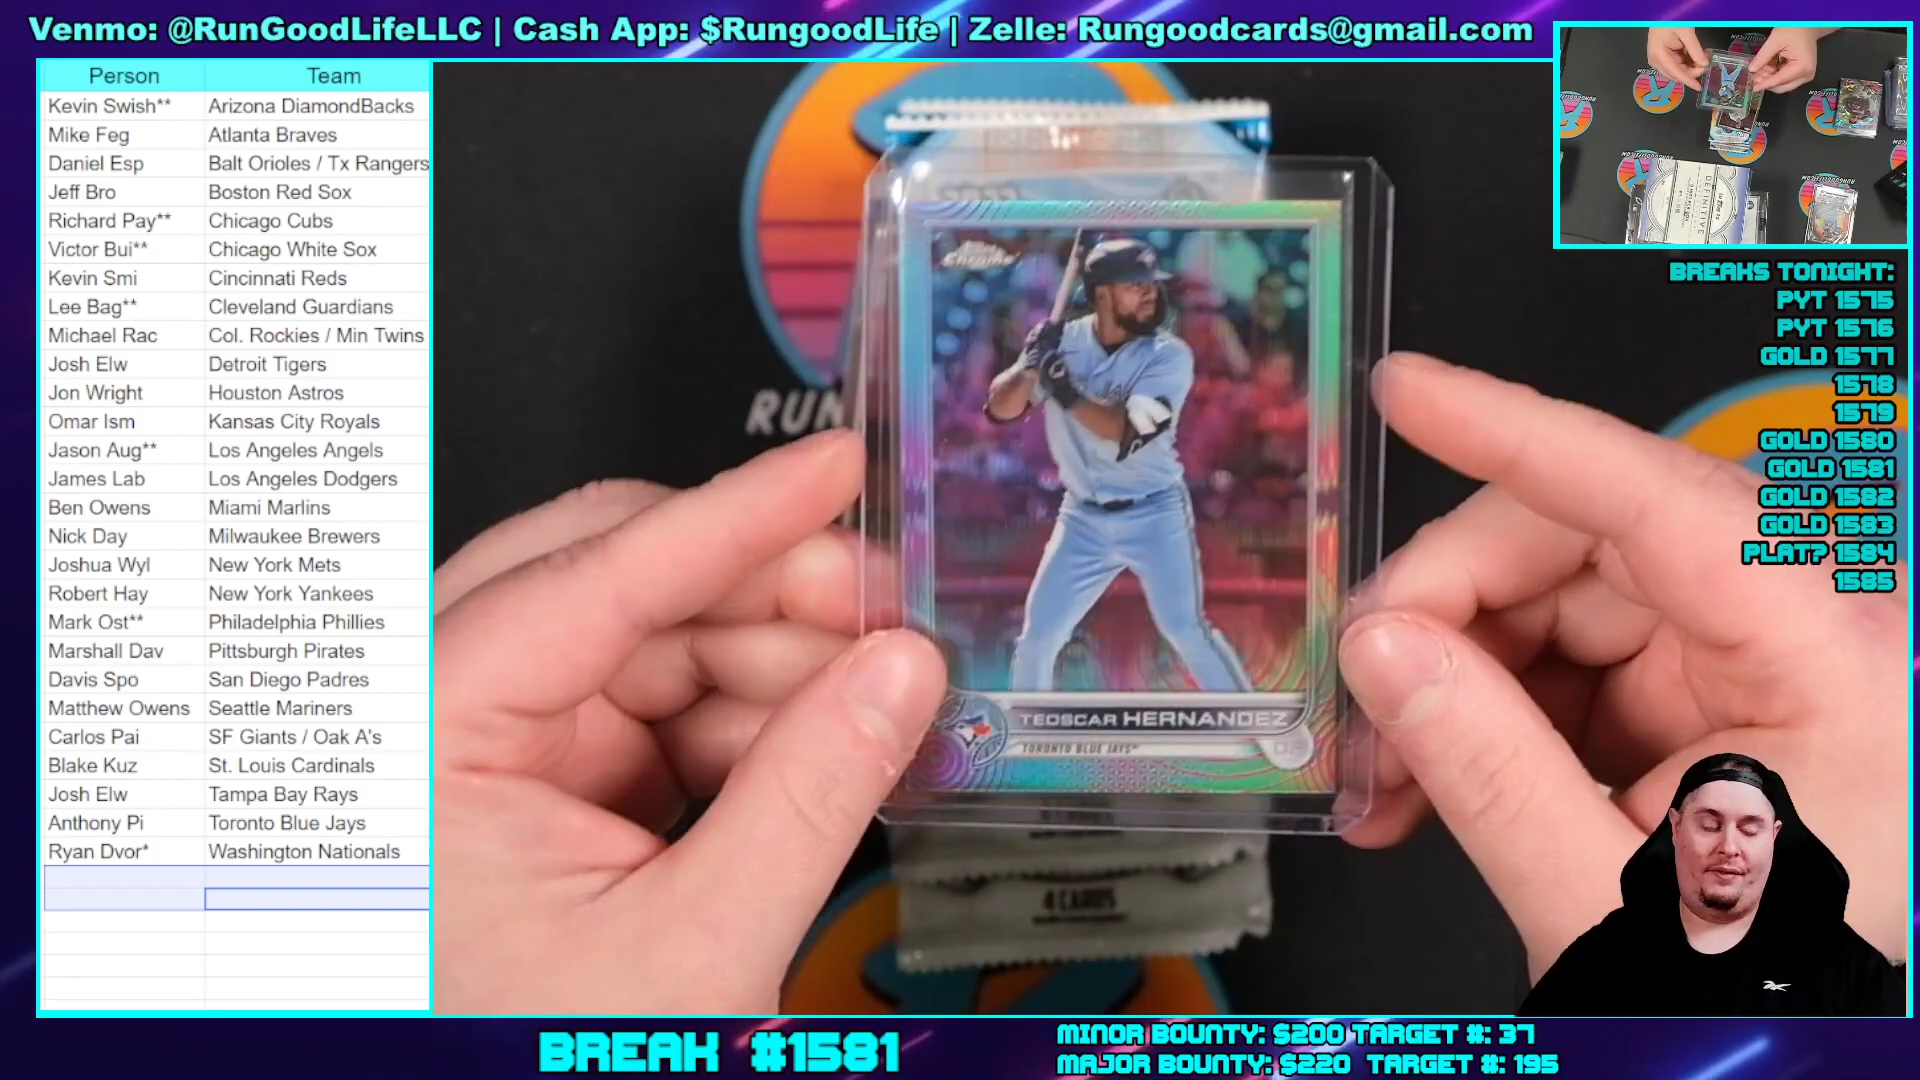 Venmo: @RunGoodLifeLLC | Cash App: $RungoodLife | Zelle: Rungoodcards@gmail.com
Person Team
Kevin Swish** Arizona DiamondBacks
Mike Feg Atlanta Braves
Daniel Esp Balt Orioles / Tx Rangers
Jeff Bro Boston Red Sox
Richard Pay** Chicago Cubs
Victor Bui** Chicago White Sox
Kevin Smi Cincinnati Reds
Lee Bag** Cleveland Guardians
Michael Rac Col. Rockies / Min Twins
Josh Elw Detroit Tigers
Jon Wright Houston Astros
Omar Ism Kansas City Royals
Jason Aug** Los Angeles Angels
James Lab Los Angeles Dodgers
Ben Owens Miami Marlins
Nick Day Milwaukee Brewers
Joshua Wyl New York Mets
Robert Hay New York Yankees
Mark Ost** Philadelphia Phillies
Marshall Dav Pittsburgh Pirates
Davis Spo San Diego Padres
Matthew Owens Seattle Mariners
Carlos Pai SF Giants / Oak A's
Blake Kuz St. Louis Cardinals
Josh Elw Tampa Bay Rays
Anthony Pi Toronto Blue Jays
Ryan Dvor* Washington Nationals
RUN
Chrome
TEOSCAR HERNANDEZ
TORONTO BLUE JAYS
4 CARDS
DEFINITIVE
BREAKS TONIGHT:
PYT 1575
PYT 1576
GOLD 1577
1578
1579
GOLD 1580
GOLD 1581
GOLD 1582
GOLD 1583
PLAT? 1584
1585
BREAK #1581
MINOR BOUNTY: $200 TARGET #: 37
MAJOR BOUNTY: $220 TARGET #: 195